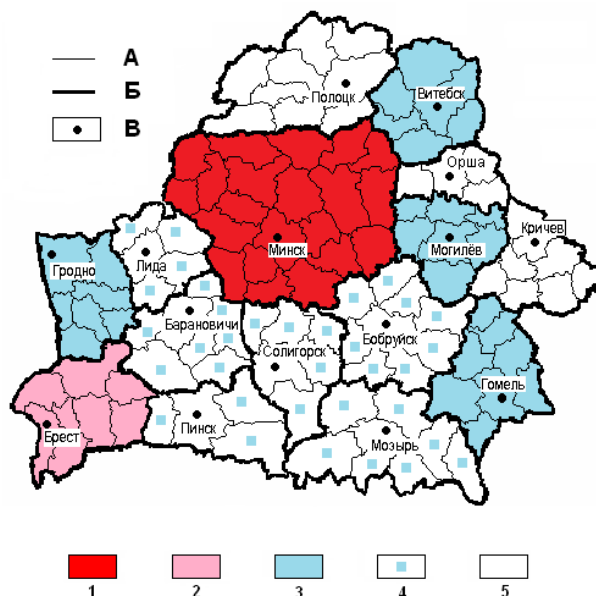 А
Б
В
Полоцк
Витебск
Орша
Кричев
Могилёв
Минск
Гродно
Лида
Барановичи
Солигорск
Бобруйск
Гомель
Ерест
Пинск
Мозырь
1
2
3
4
5